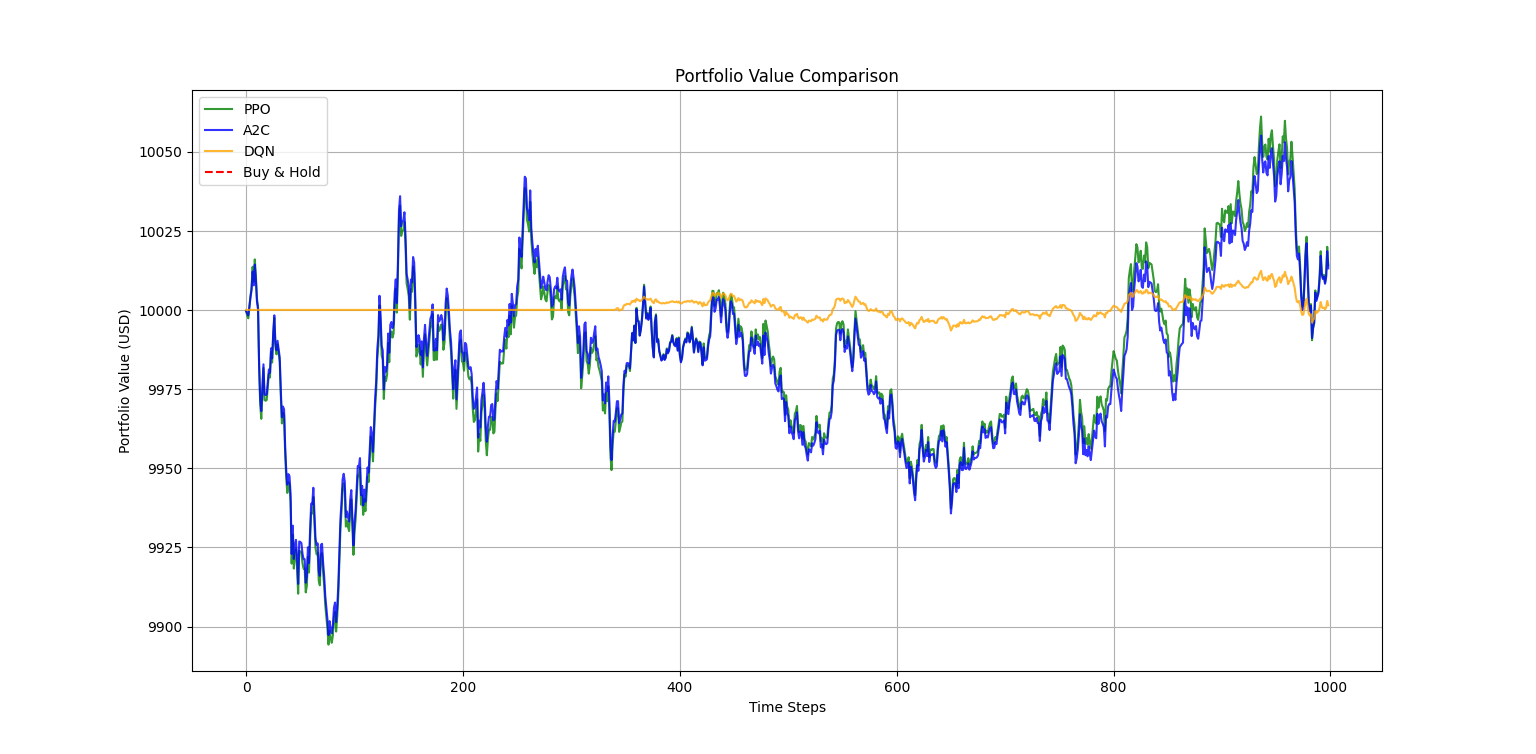 Portfolio Value Comparison
PPO
A2C
DQN
Buy & Hold
Portfolio Value (USD)
10050
10025
10000
9975
9950
9925
9900
0 200 400 600 800 1000
Time Steps